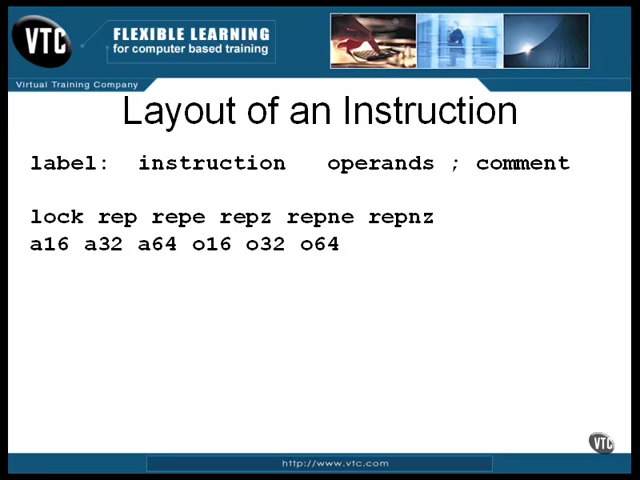 VTC
FLEXIBLE LEARNING
for computer based training
Virtual Training Company
Layout of an Instruction
label: instruction operands ; comment
lock rep repe repz repne repnz
a16 a32 a64 o16 o32 o64
VTC
http://www.vtc.com